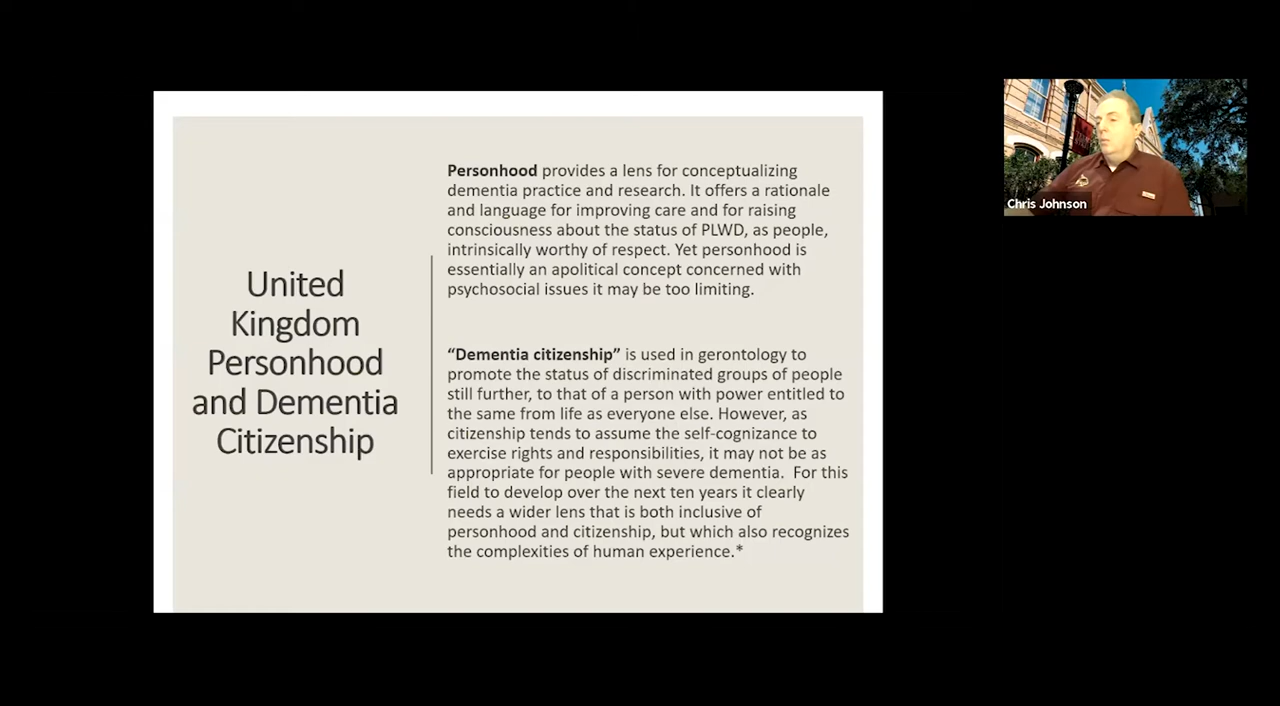 United
Kingdom
Personhood
and Dementia
Citizenship
Personhood provides a lens for conceptualizing
dementia practice and research. It offers a rationale
and language for improving care and for raising
consciousness about the status of PLWD, as people,
intrinsically worthy of respect. Yet personhood is
essentially an apolitical concept concerned with
psychosocial issues it may be too limiting.
“Dementia citizenship” is used in gerontology to
promote the status of discriminated groups of people
still further, to that of a person with power entitled to
the same from life as everyone else. However, as
citizenship tends to assume the self-cognizance to
exercise rights and responsibilities, it may not be as
appropriate for people with severe dementia.  For this
field to develop over the next ten years it clearly
needs a wider lens that is both inclusive of
personhood and citizenship, but which also recognizes
the complexities of human experience.*
Chris Johnson